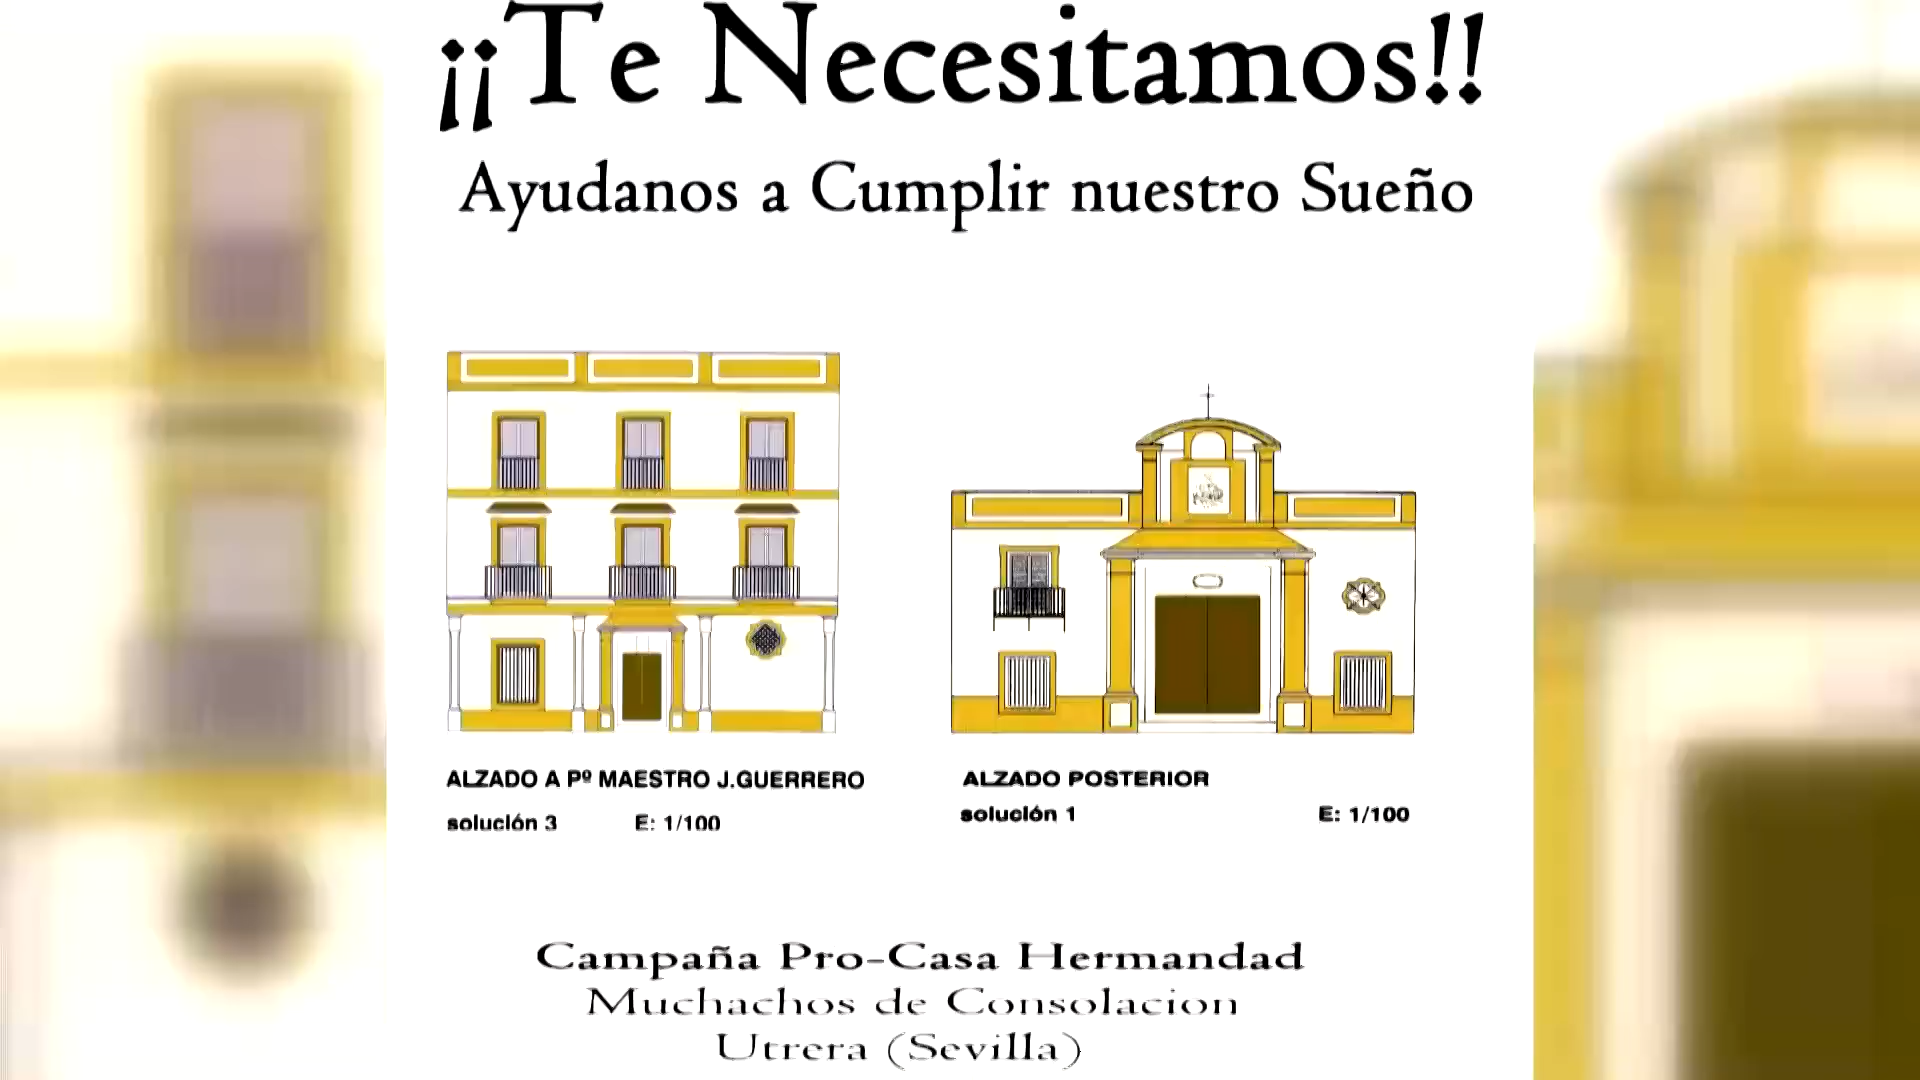 ¡¡Te Necesitamos!!
Ayudanos a Cumplir nuestro Sueño
ALZADO A Pº MAESTRO J.GUERRERO
solución 3 E: 1/100
ALZADO POSTERIOR
solución 1 E: 1/100
Campaña Pro-Casa Hermandad
Muchachos de Consolacion
Utrera (Sevilla)